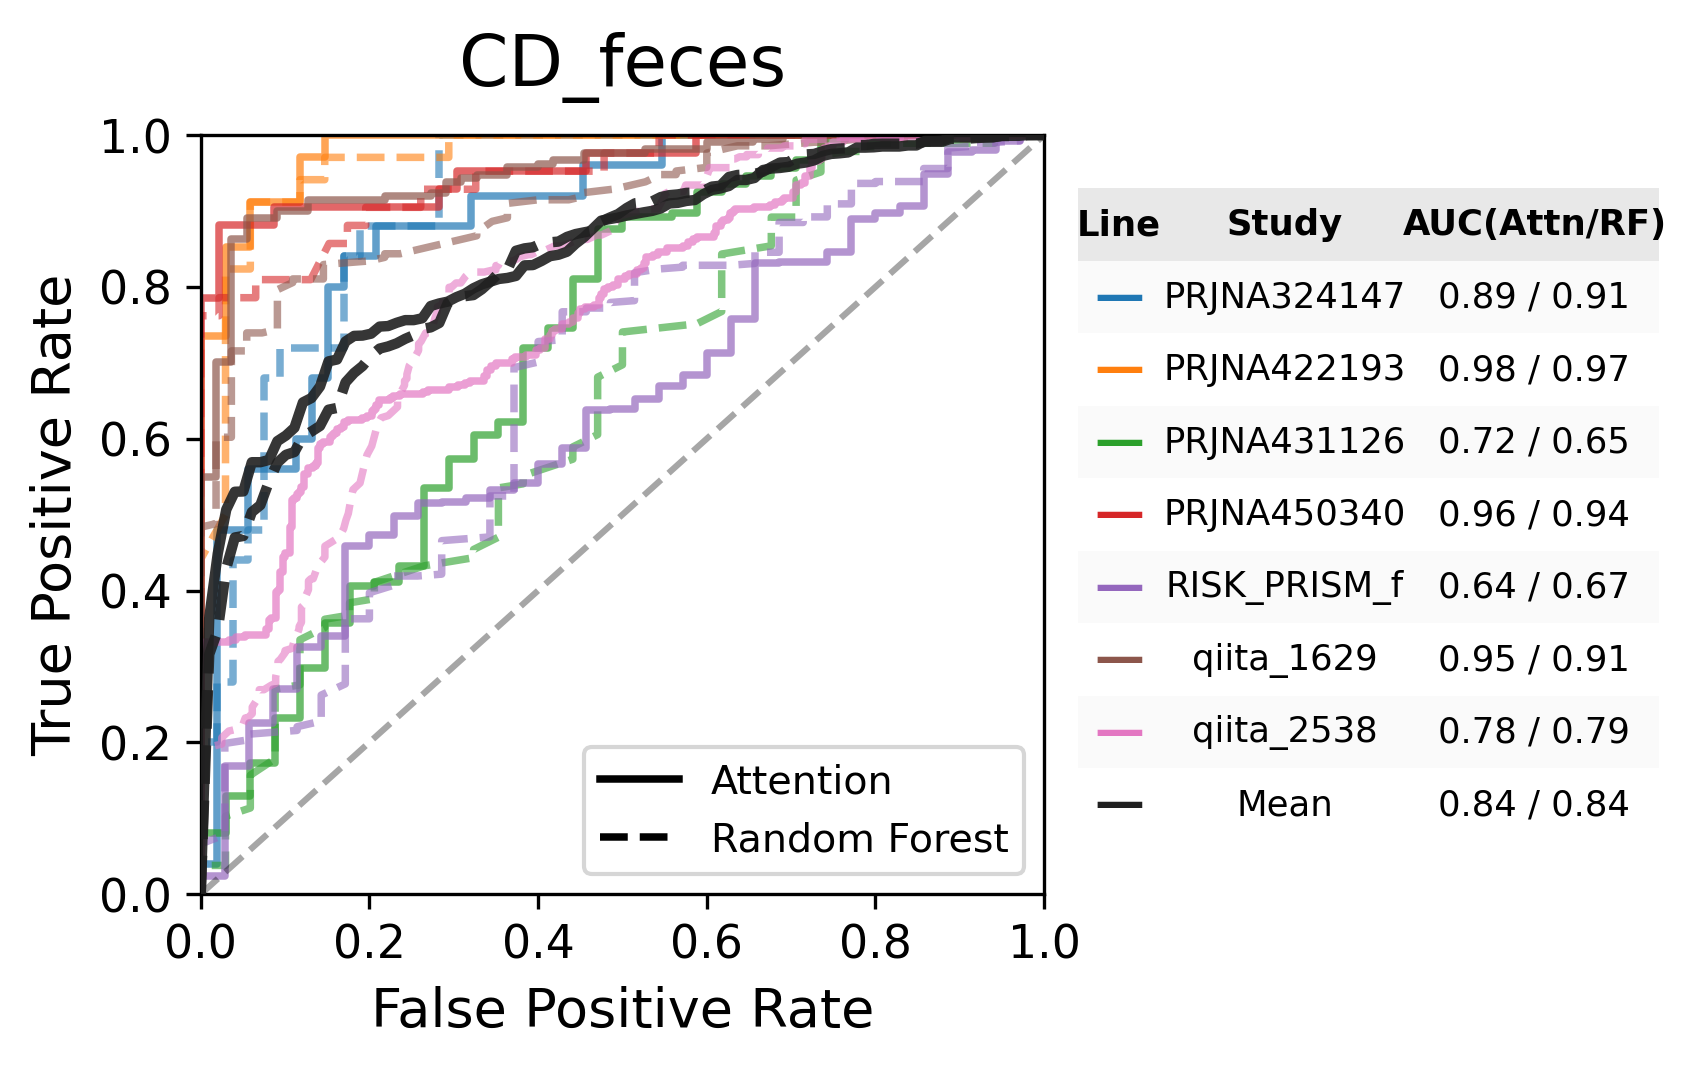 CD_feces
1.0
0.8
0.6
0.4
0.2
0.0
True Positive Rate
0.0 0.2 0.4 0.6 0.8 1.0
False Positive Rate
Attention
Random Forest
Line Study AUC(Attn/RF)
PRJNA324147 0.89 / 0.91
PRJNA422193 0.98 / 0.97
PRJNA431126 0.72 / 0.65
PRJNA450340 0.96 / 0.94
RISK_PRISM_f 0.64 / 0.67
qiita_1629 0.95 / 0.91
qiita_2538 0.78 / 0.79
Mean 0.84 / 0.84